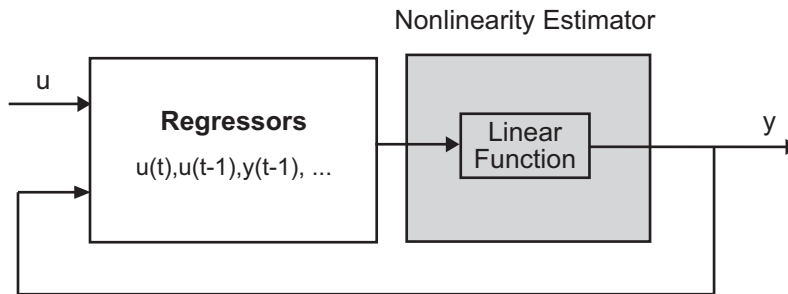 Nonlinearity Estimator
u
Regressors
u(t),u(t-1),y(t-1), ...
Linear
Function
y